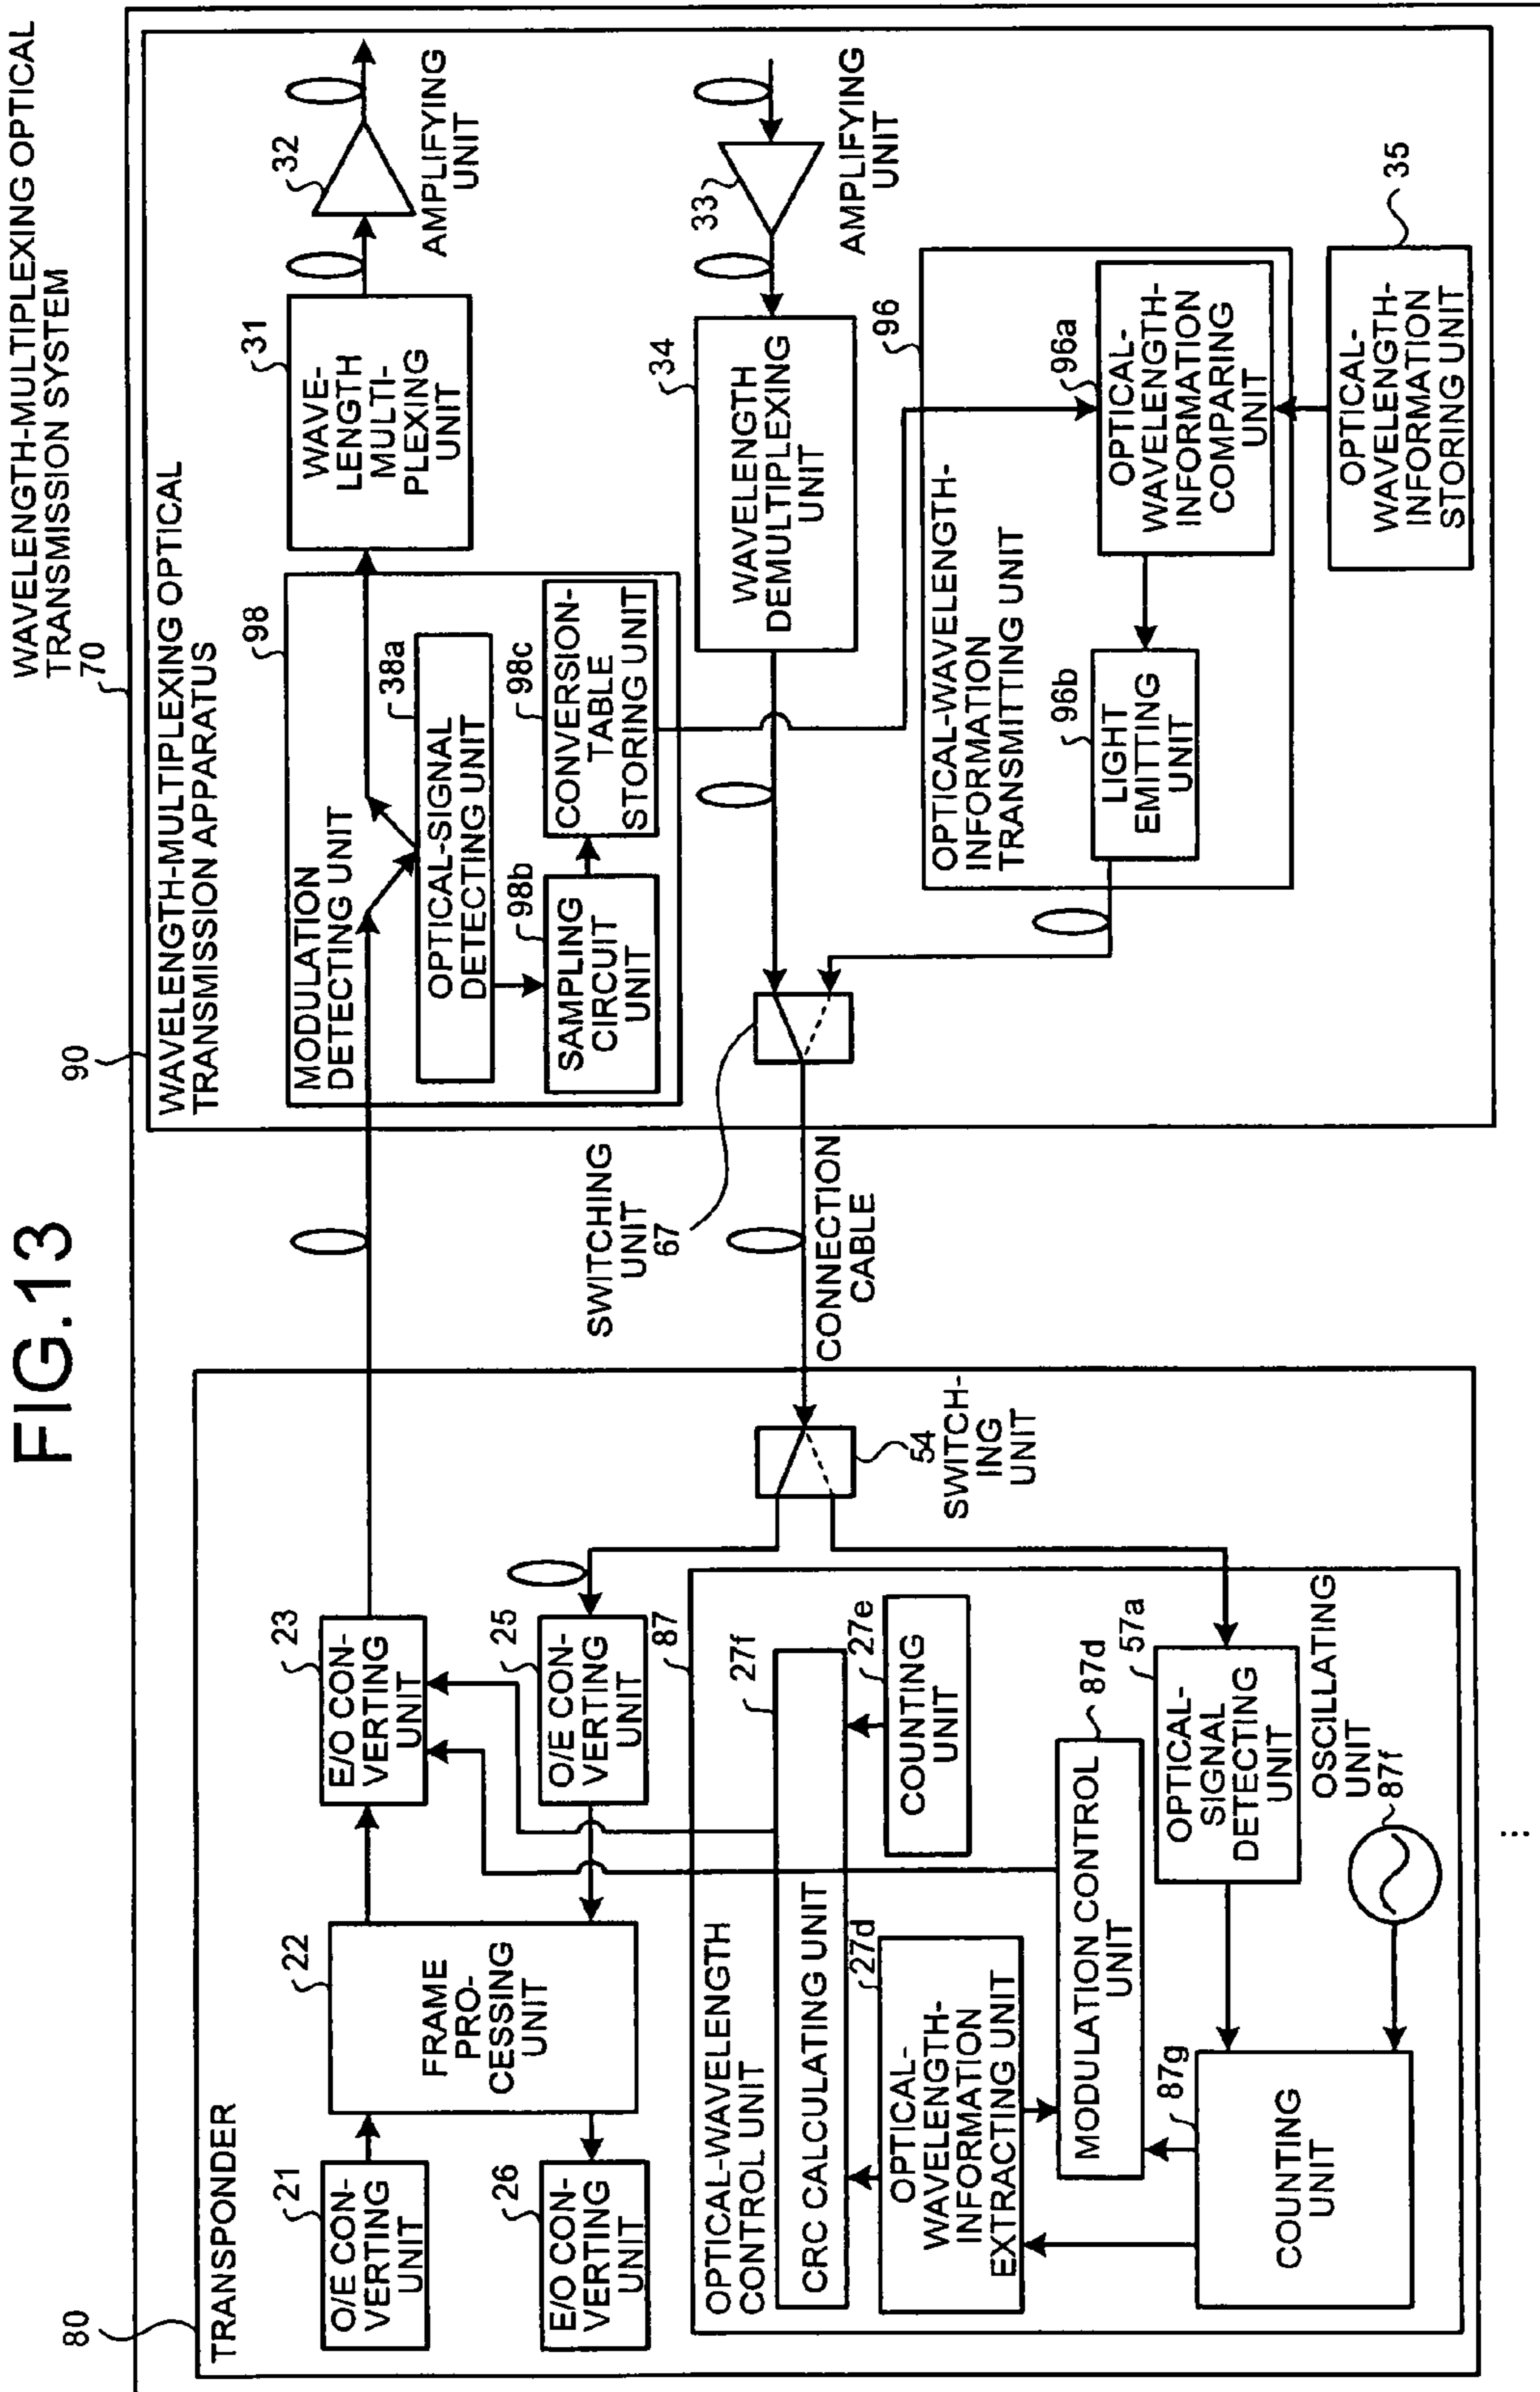 FIG.13
WAVELENGTH-MULTIPLEXING OPTICAL
TRANSMISSION SYSTEM
70
80
TRANSPONDER
21
O/E CON-
VERTING
UNIT
22
FRAME
PRO-
CESSING
UNIT
23
E/O CON-
VERTING
UNIT
26
E/O CON-
VERTING
UNIT
25
O/E CON-
VERTING
UNIT
87
OPTICAL-WAVELENGTH
CONTROL UNIT
27f
CRC CALCULATING UNIT
27d
OPTICAL-
WAVELENGTH-
INFORMATION
EXTRACTING UNIT
27e
COUNTING
UNIT
87d
MODULATION CONTROL
UNIT
57a
OPTICAL-
SIGNAL
DETECTING
UNIT
OSCILLATING
UNIT
87f
87g
COUNTING
UNIT
...
54
SWITCH-
ING
UNIT
CONNECTION
CABLE
SWITCHING
UNIT
67
90
WAVELENGTH-MULTIPLEXING OPTICAL
TRANSMISSION APPARATUS
98
MODULATION
DETECTING UNIT
38a
OPTICAL-SIGNAL
DETECTING UNIT
98b
SAMPLING
CIRCUIT
UNIT
98c
CONVERSION-
TABLE
STORING UNIT
31
WAVE-
LENGTH
MULTI-
PLEXING
UNIT
32
AMPLIFYING
UNIT
34
WAVELENGTH
DEMULTIPLEXING
UNIT
33
AMPLIFYING
UNIT
96
OPTICAL-WAVELENGTH-
INFORMATION
TRANSMITTING UNIT
96b
LIGHT
EMITTING
UNIT
96a
OPTICAL-
WAVELENGTH-
INFORMATION
COMPARING
UNIT
35
OPTICAL-
WAVELENGTH-
INFORMATION
STORING UNIT